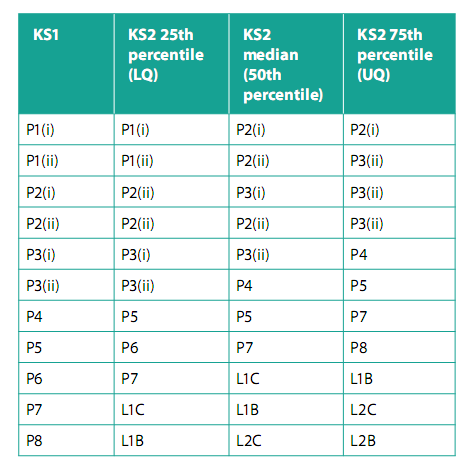 KS1 KS2 25th percentile (LQ) KS2 median (50th percentile) KS2 75th percentile (UQ)
P1(i) P1(i) P2(i) P2(i)
P1(ii) P1(ii) P2(ii) P3(ii)
P2(i) P2(ii) P3(i) P3(ii)
P2(ii) P2(ii) P2(ii) P3(ii)
P3(i) P3(i) P3(ii) P4
P3(ii) P3(ii) P4 P5
P4 P5 P5 P7
P5 P6 P7 P8
P6 P7 L1C L1B
P7 L1C L1B L2C
P8 L1B L2C L2B